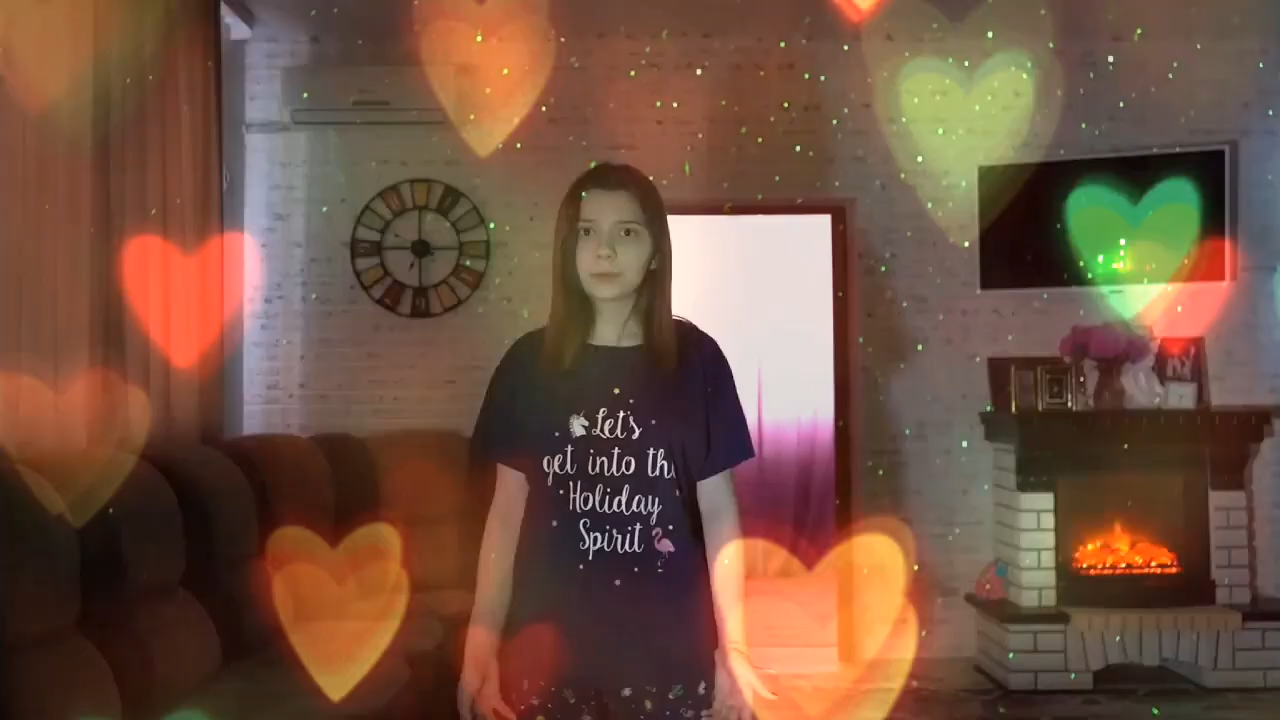 Let's
get into the
Holiday
Spirit